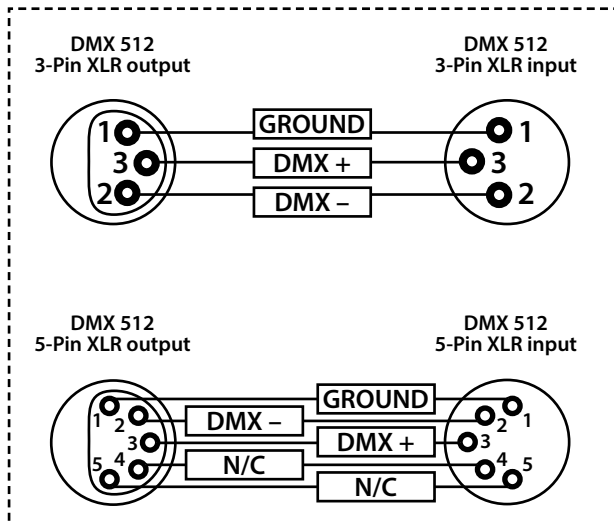 DMX 512
3-Pin XLR output
DMX 512
3-Pin XLR input
1 GROUND 1
3 DMX + 3
2 DMX – 2
DMX 512
5-Pin XLR output
DMX 512
5-Pin XLR input
1 GROUND 1
2 DMX – 2
3 DMX + 3
4 N/C 4
5 N/C 5